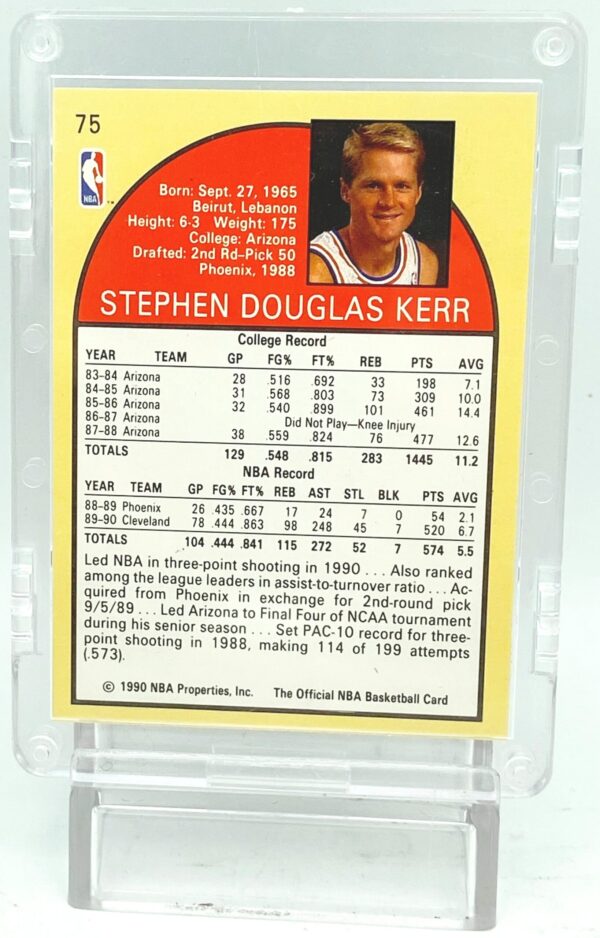 75
NBA
Born: Sept. 27, 1965
Beirut, Lebanon
Height: 6-3 Weight: 175
College: Arizona
Drafted: 2nd Rd-Pick 50
Phoenix, 1988
STEPHEN DOUGLAS KERR
College Record
YEAR TEAM GP FG% FT% REB PTS AVG
83-84 Arizona 28 .516 .692 33 198 7.1
84-85 Arizona 31 .568 .803 73 309 10.0
85-86 Arizona 32 .540 .899 101 461 14.4
86-87 Arizona Did Not Play—Knee Injury
87-88 Arizona 38 .559 .824 76 477 12.6
TOTALS 129 .548 .815 283 1445 11.2
NBA Record
YEAR TEAM GP FG% FT% REB AST STL BLK PTS AVG
88-89 Phoenix 26 .435 .667 17 24 7 0 54 2.1
89-90 Cleveland 78 .444 .863 98 248 45 7 520 6.7
TOTALS 104 .444 .841 115 272 52 7 574 5.5
Led NBA in three-point shooting in 1990 . . . Also ranked
among the league leaders in assist-to-turnover ratio . . . Ac-
quired from Phoenix in exchange for 2nd-round pick
9/5/89 . . . Led Arizona to Final Four of NCAA tournament
during his senior season . . . Set PAC-10 record for three-
point shooting in 1988, making 114 of 199 attempts
(.573).
© 1990 NBA Properties, Inc. The Official NBA Basketball Card